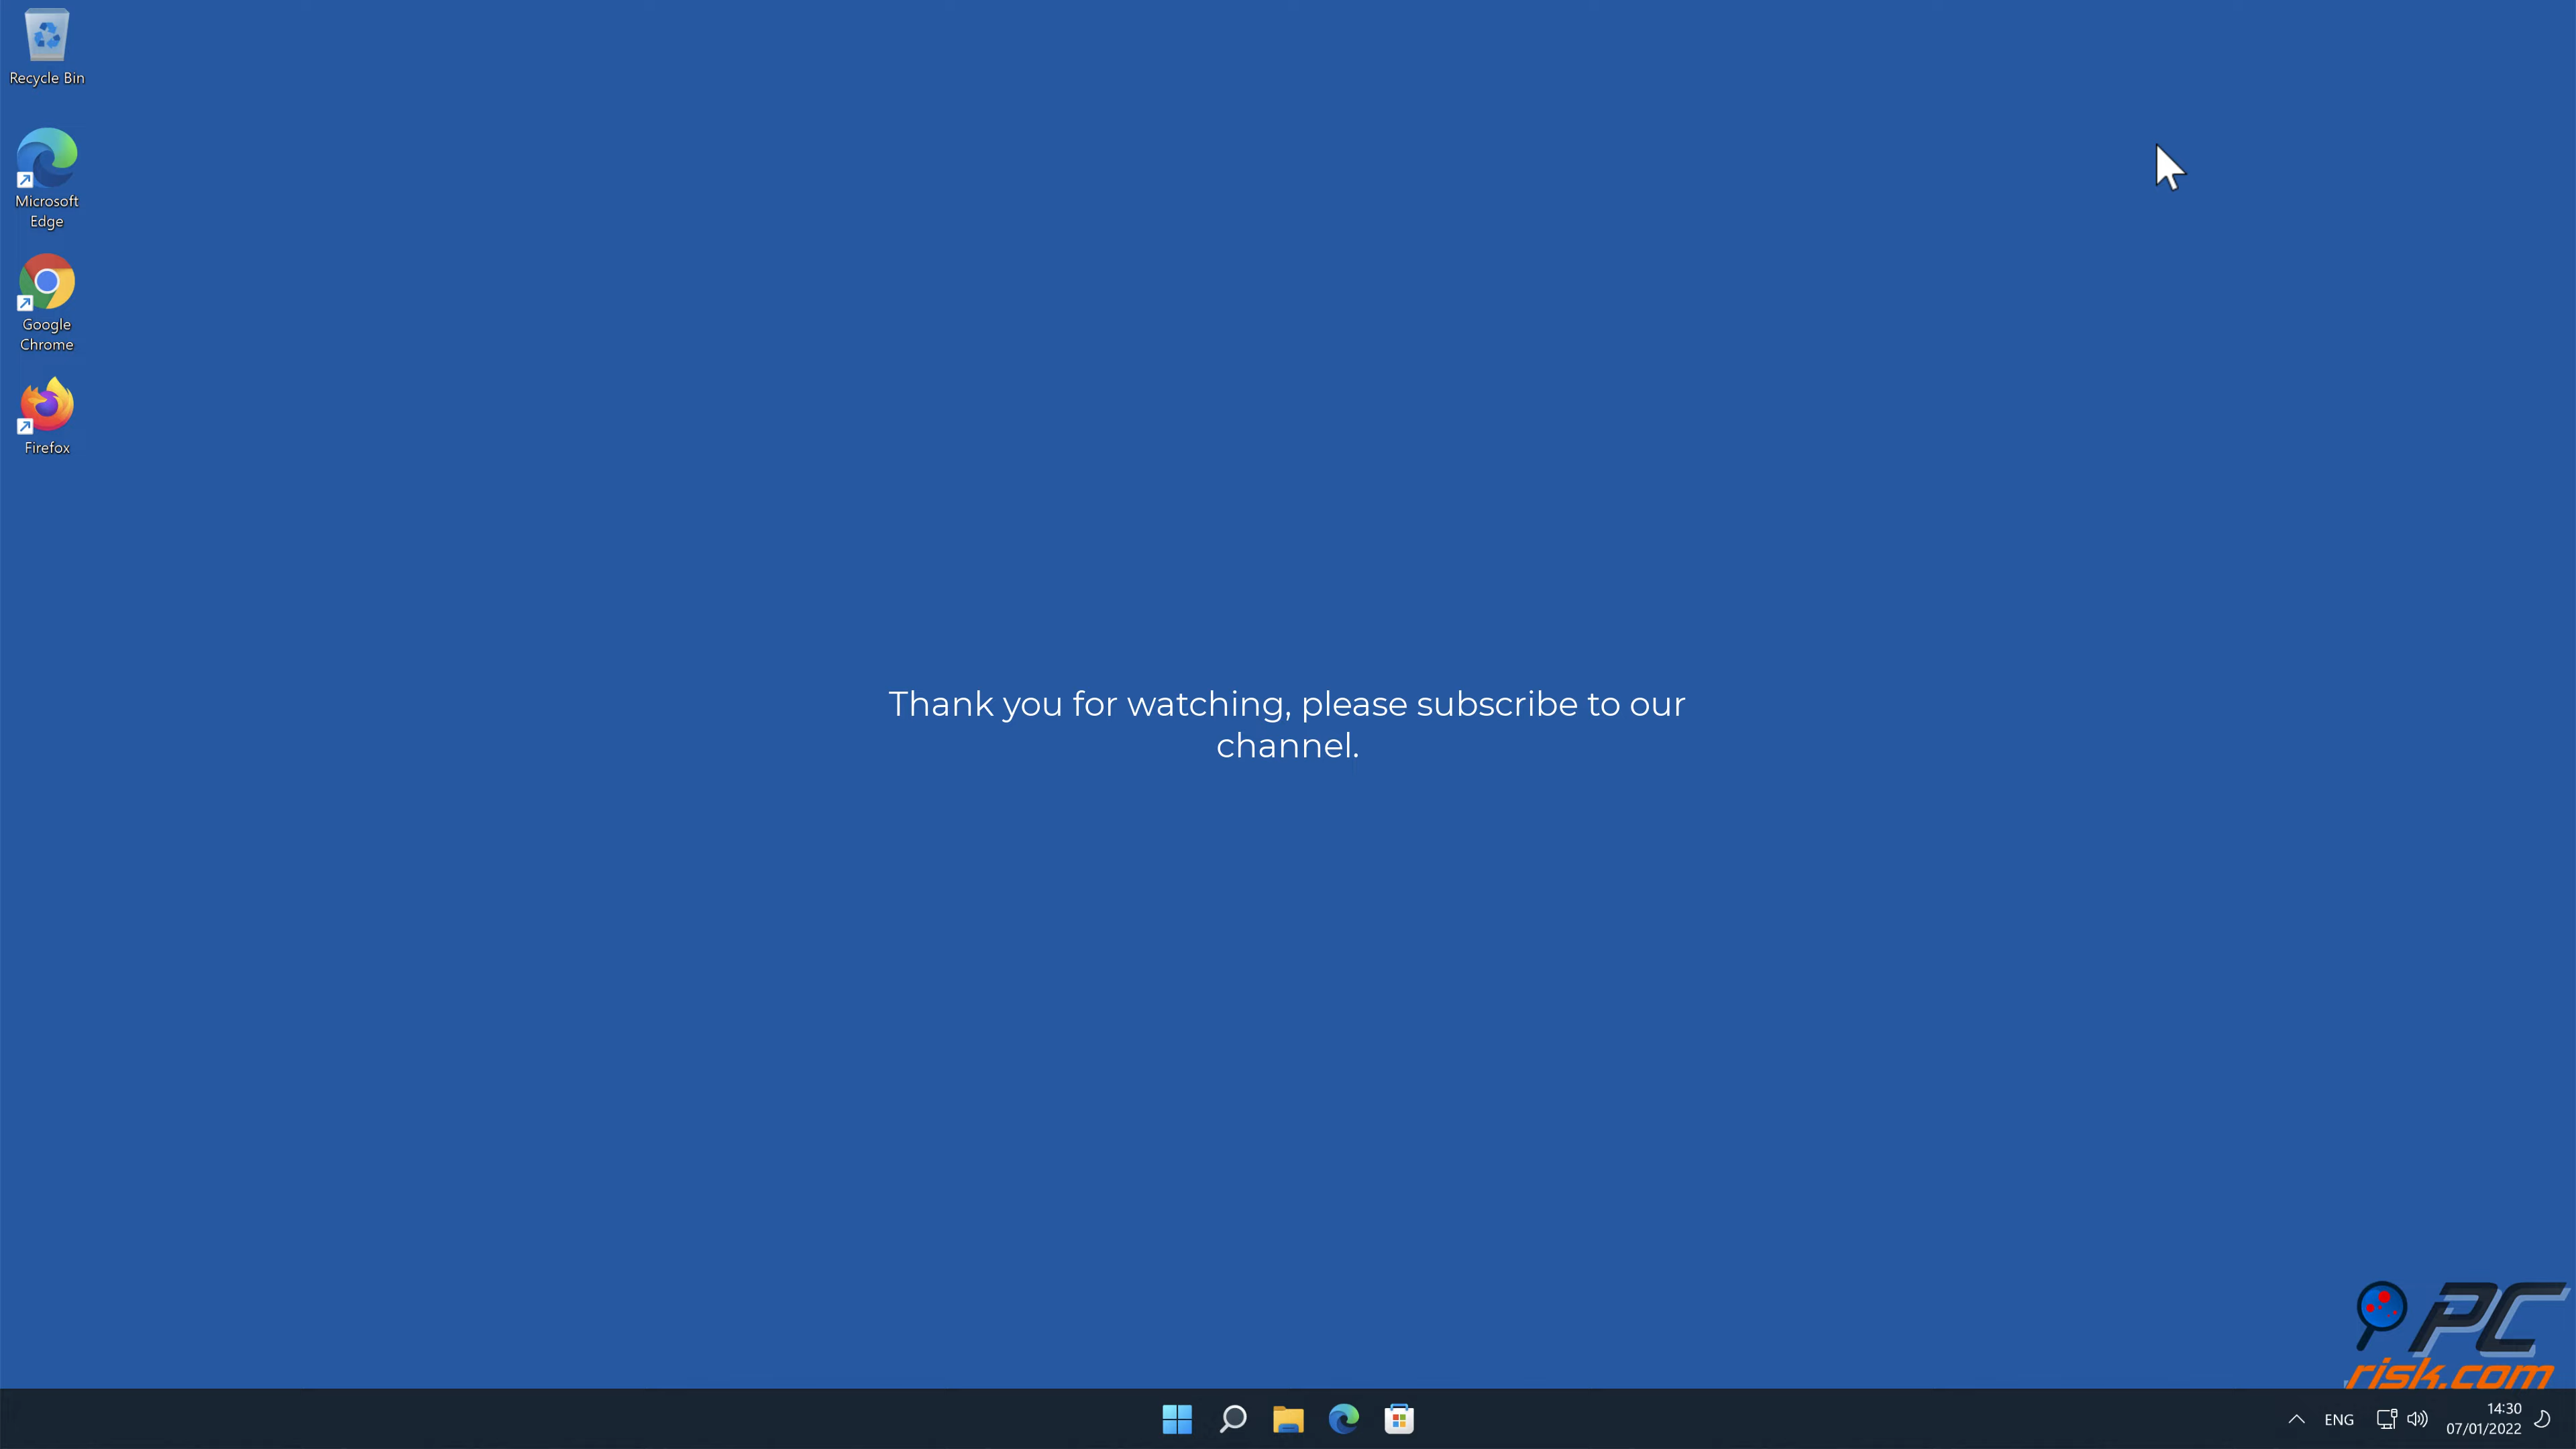 Recycle Bin
Microsoft
Edge
Google
Chrome
Firefox
Thank you for watching, please subscribe to our
channel.
PC
risk.com
ENG
14:30
07/01/2022